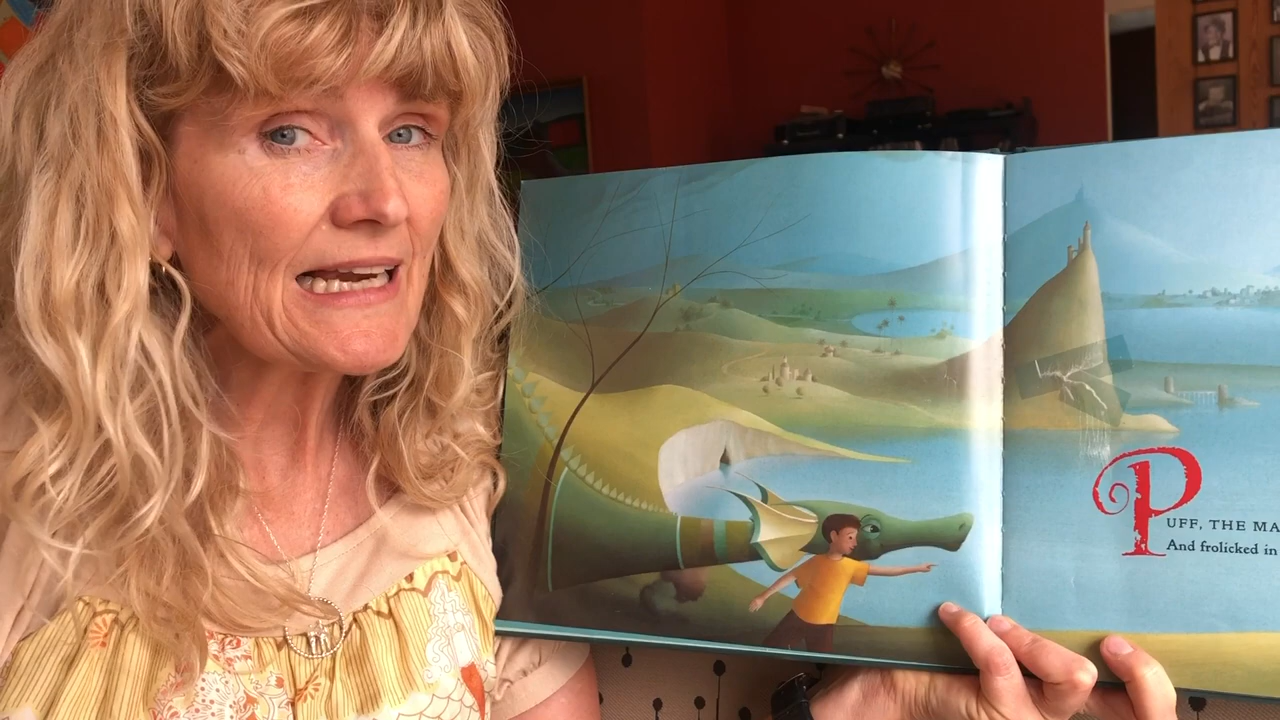 PUFF, THE MA
And frolicked in